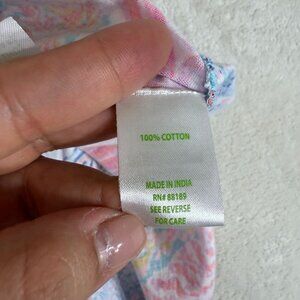 100% COTTON
MADE IN INDIA
RN# 88189
SEE REVERSE
FOR CARE